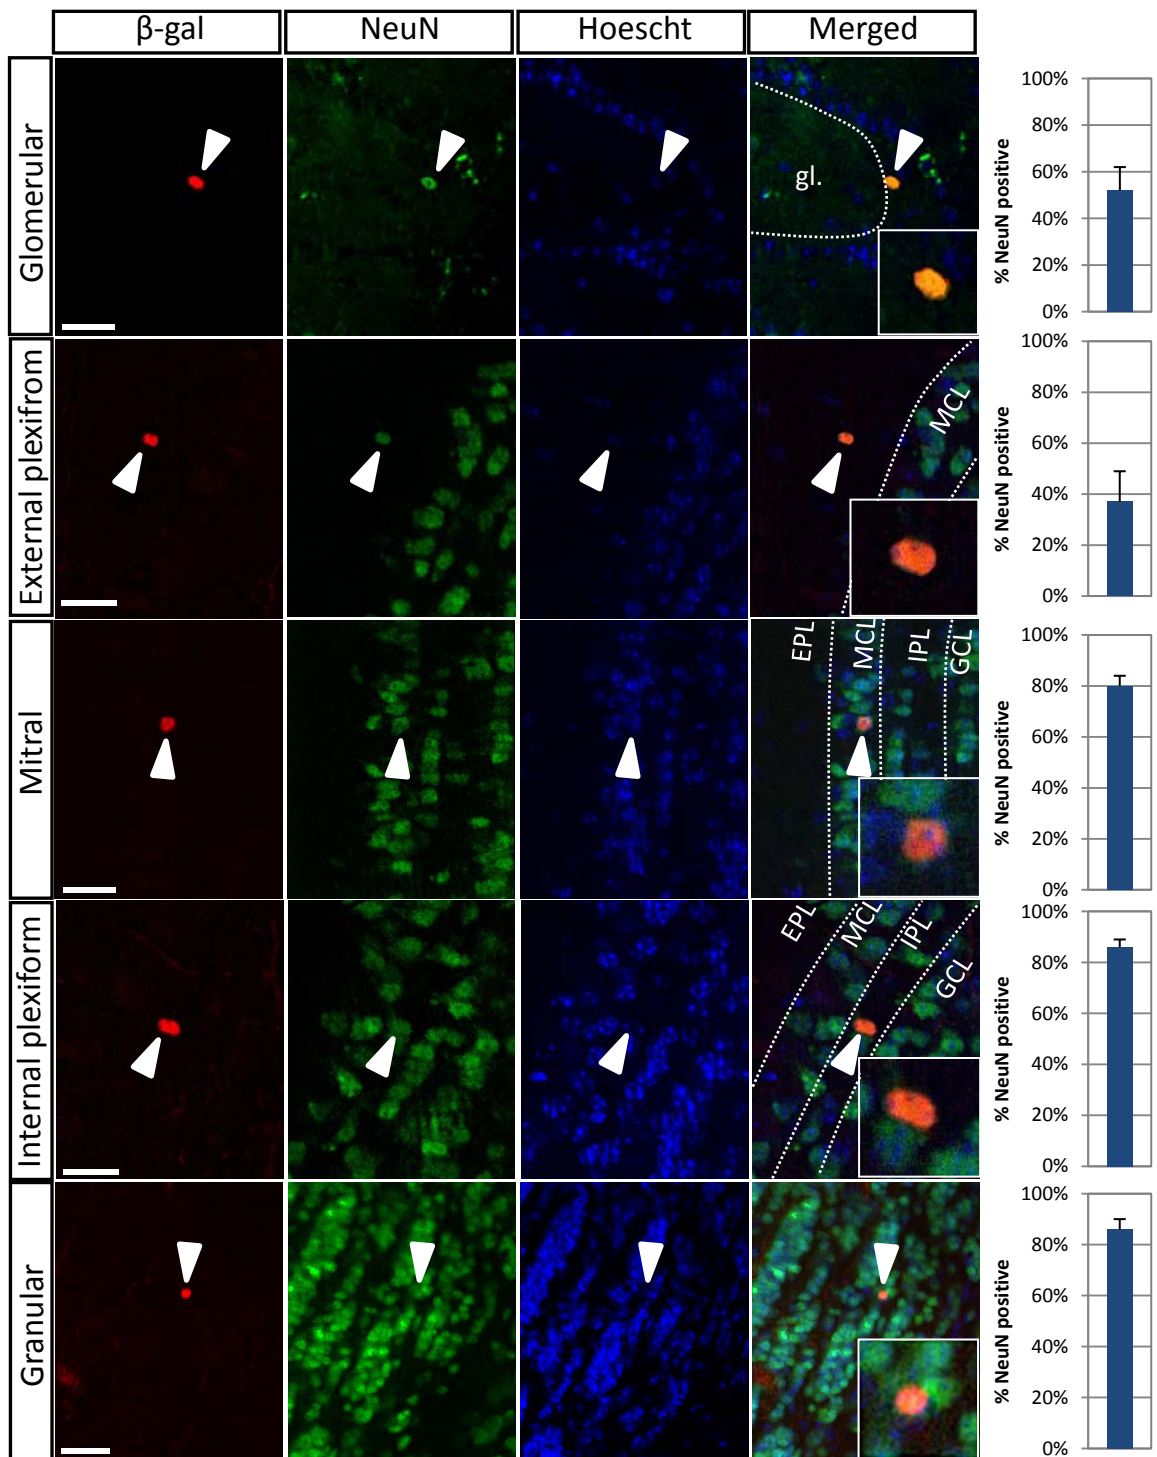 β-gal NeuN Hoescht Merged
Glomerular
gl.
% NeuN positive
100%
80%
60%
40%
20%
0%
External plexifrom
MCL
% NeuN positive
100%
80%
60%
40%
20%
0%
Mitral
EPL MCL IPL GCL
% NeuN positive
100%
80%
60%
40%
20%
0%
Internal plexiform
EPL MCL IPL GCL
% NeuN positive
100%
80%
60%
40%
20%
0%
Granular
% NeuN positive
100%
80%
60%
40%
20%
0%